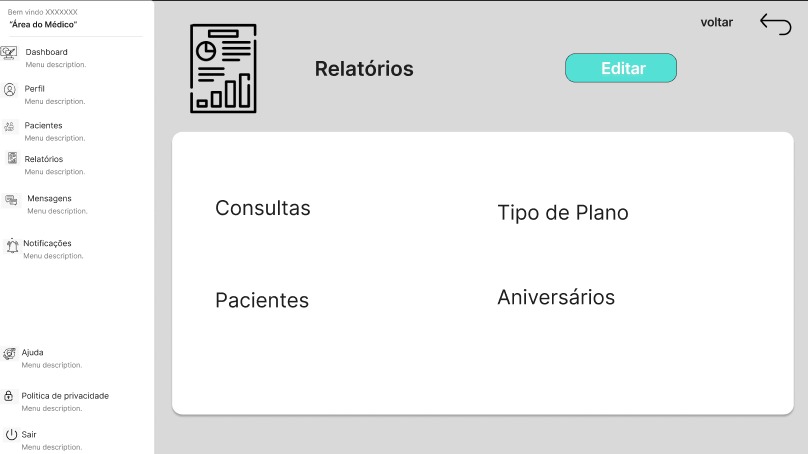 Bem vindo XXXXXXX
"Área do Médico"
Dashboard
Menu description.
Perfil
Menu description.
Pacientes
Menu description.
Relatórios
Menu description.
Mensagens
Menu description.
Notificações
Menu description.
Ajuda
Menu description.
Politica de privacidade
Menu description.
Sair
Menu description.
voltar
Relatórios
Editar
Consultas
Tipo de Plano
Pacientes
Aniversários